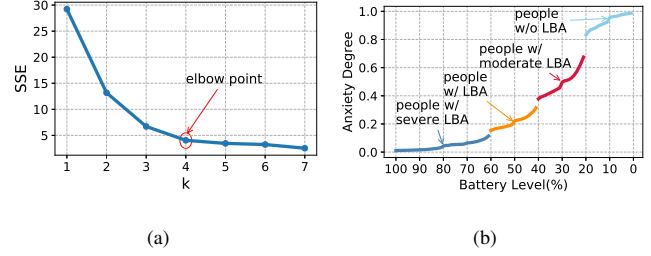 30
25
20
15
10
5
SSE
elbow point
1 2 3 4 5 6 7
k
(a)
1.0
0.8
0.6
0.4
0.2
0.0
Anxiety Degree
people
w/o LBA
people w/
moderate LBA
people
w/ LBA
people w/
severe LBA
100 90 80 70 60 50 40 30 20 10 0
Battery Level(%)
(b)